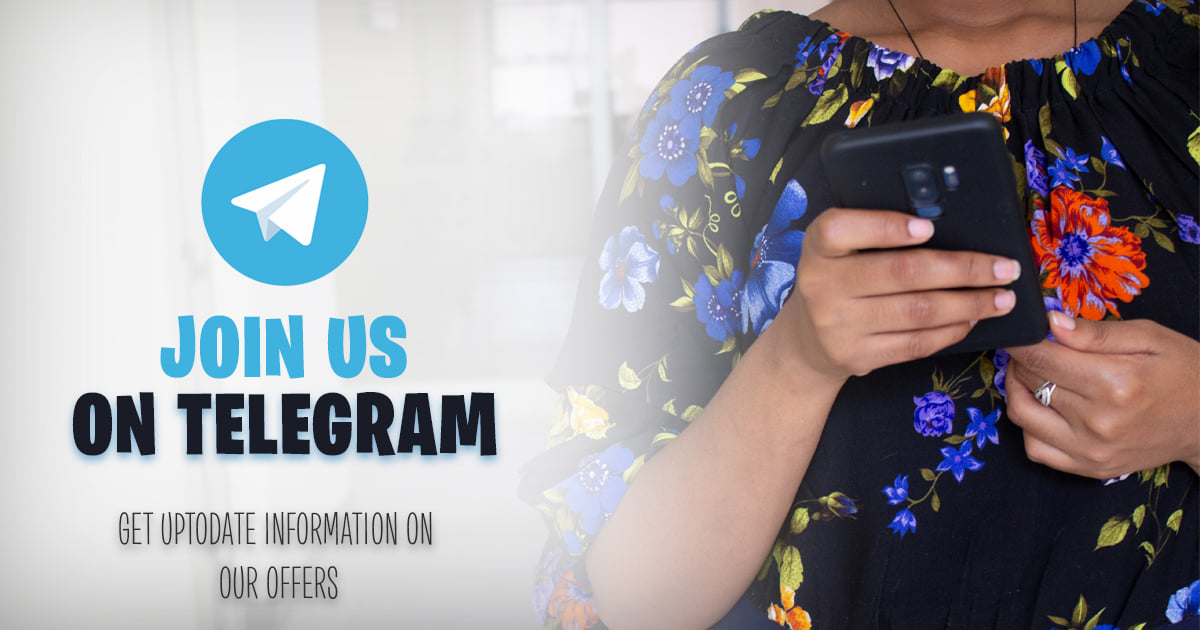 JOIN US
ON TELEGRAM
GET UPTODATE INFORMATION ON
OUR OFFERS